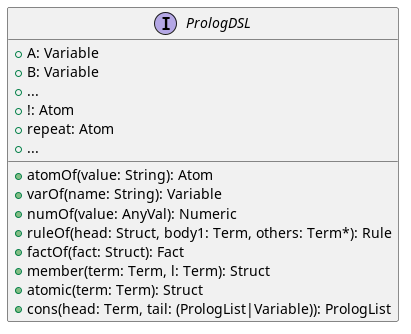 I PrologDSL
A: Variable
B: Variable
...
!: Atom
repeat: Atom
...
atomOf(value: String): Atom
varOf(name: String): Variable
numOf(value: AnyVal): Numeric
ruleOf(head: Struct, body1: Term, others: Term*): Rule
factOf(fact: Struct): Fact
member(term: Term, l: Term): Struct
atomic(term: Term): Struct
cons(head: Term, tail: (PrologList|Variable)): PrologList